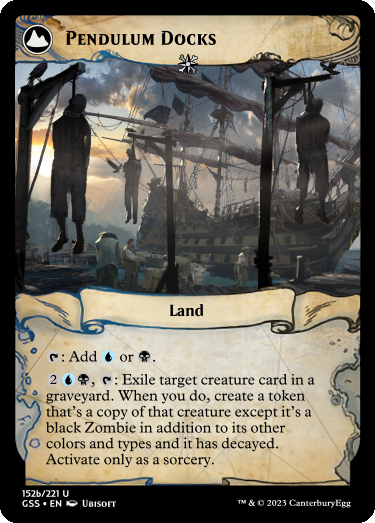 PENDULUM DOCKS
Land
: Add or .
2 , : Exile target creature card in a
graveyard. When you do, create a token
that's a copy of that creature except it's a
black Zombie in addition to its other
colors and types and it has decayed.
Activate only as a sorcery.
152b/221 U
GSS • EN UBISOFT
™ & © 2023 CanterburyEgg